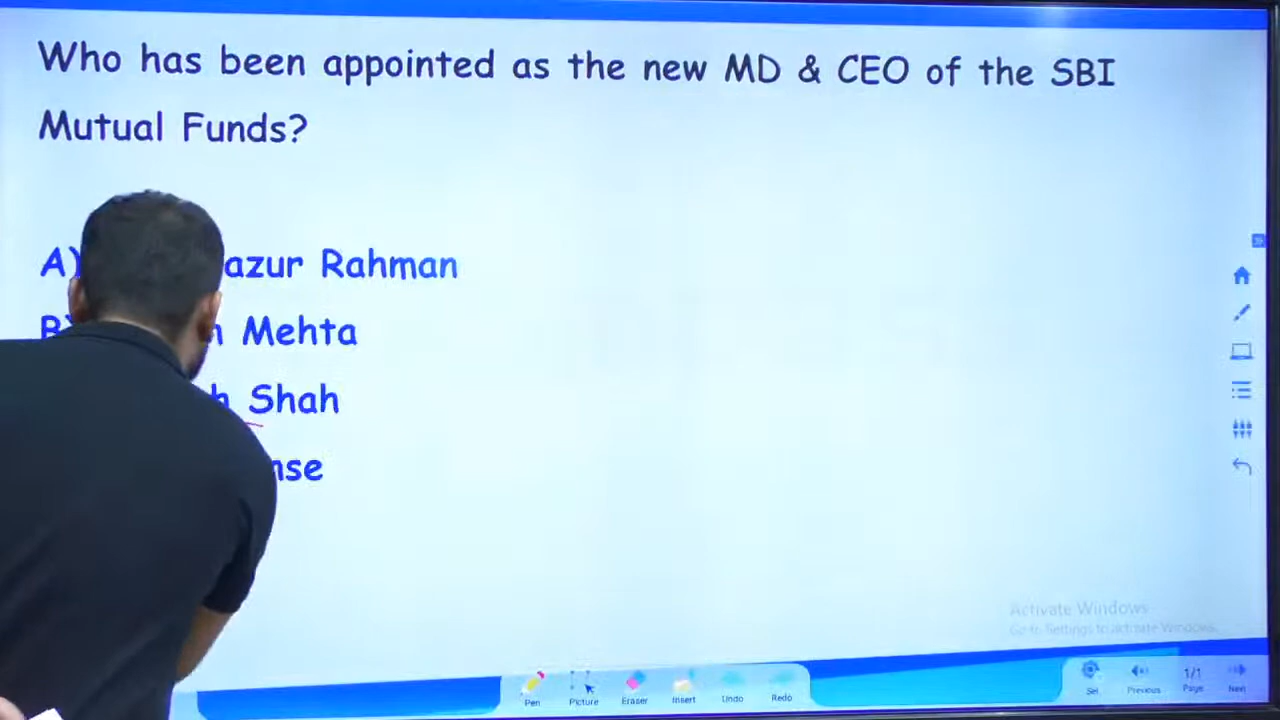 Who has been appointed as the new MD & CEO of the SBI
Mutual Funds?
A) azur Rahman
B) Mehta
Shah
nse
Activate Windows
Go to Settings to activate Windows.
Pen Picture Eraser Insert Undo Redo
Set Previous 1/1 Page Next